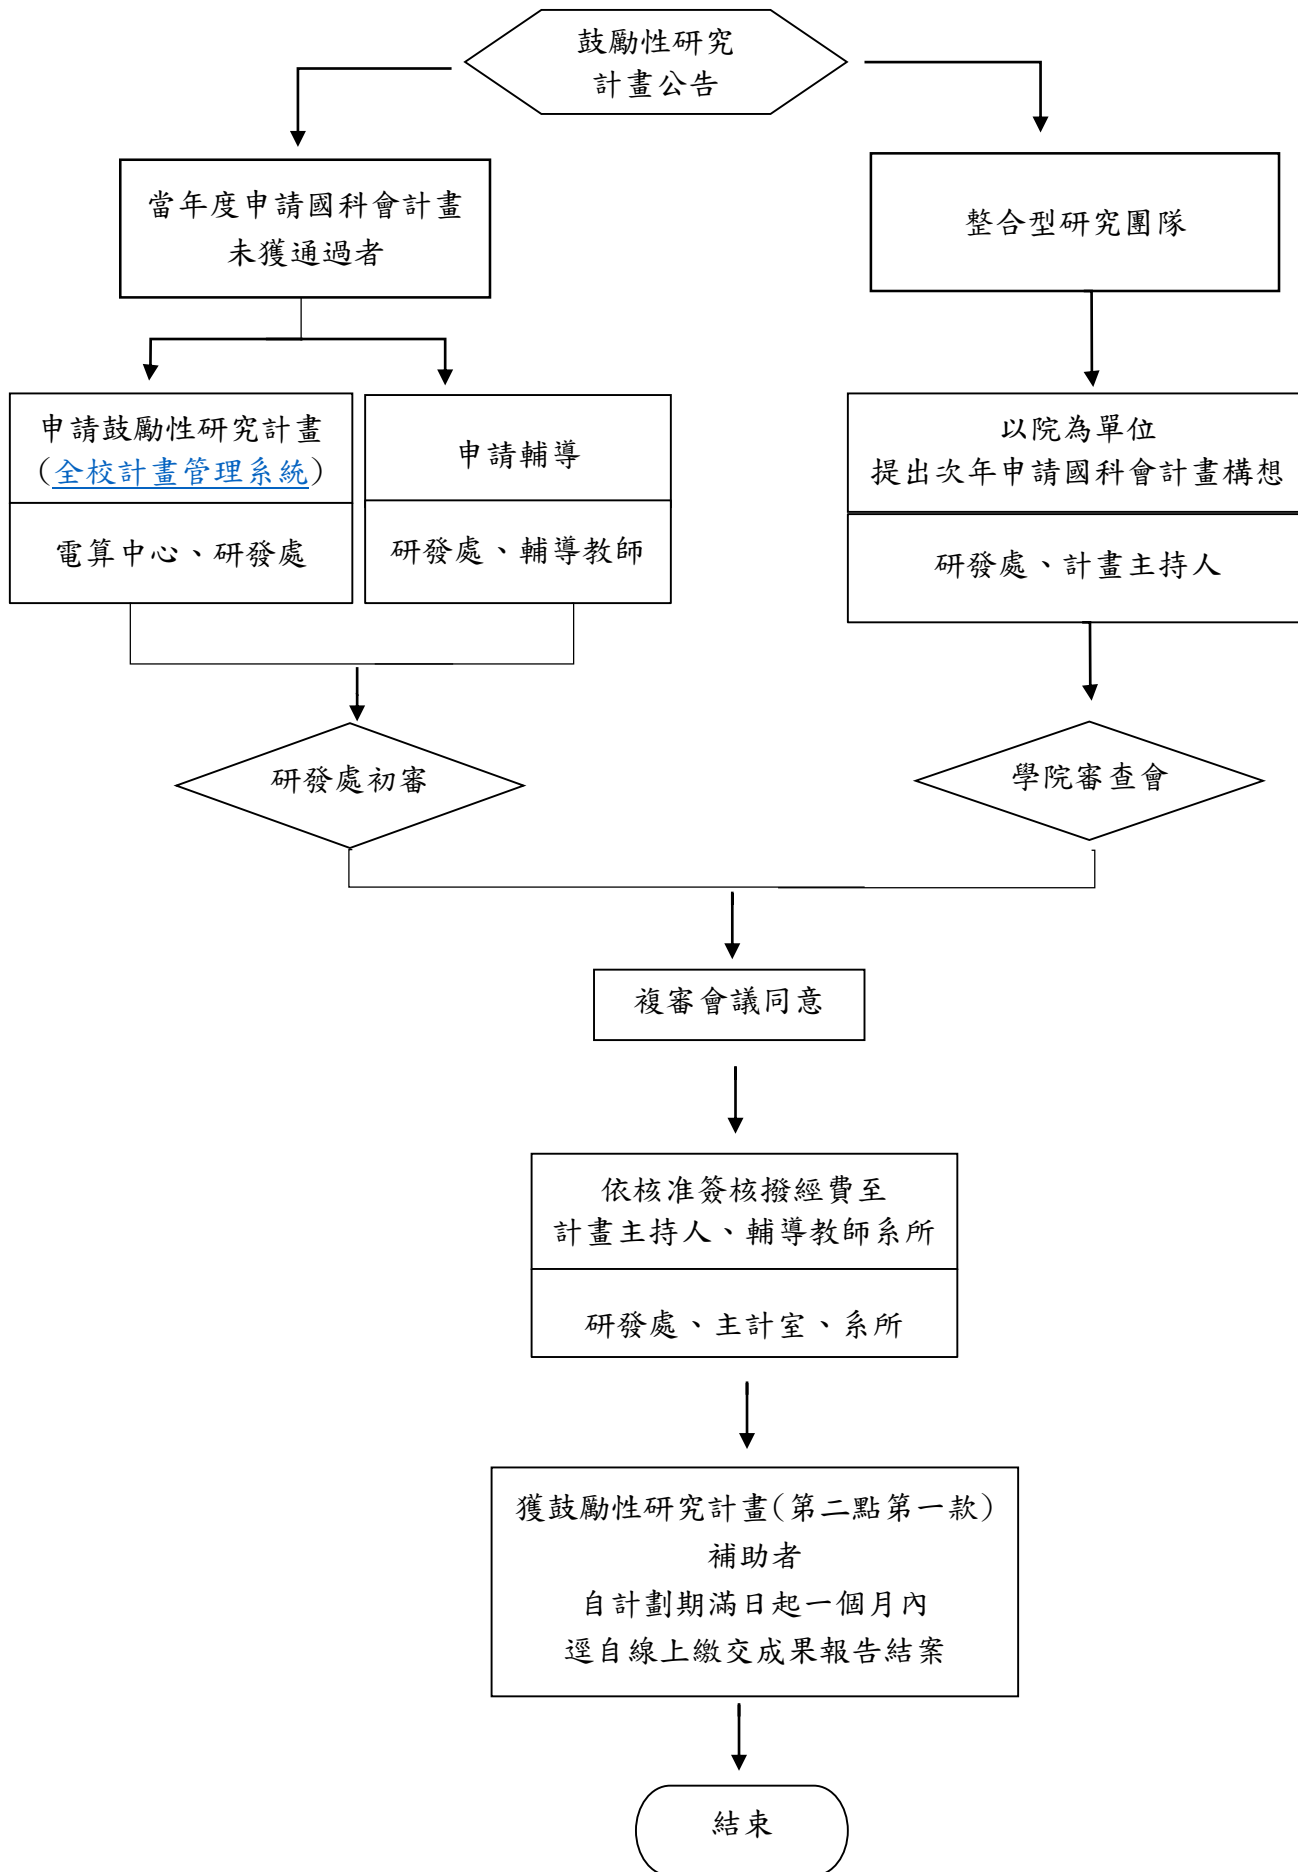 鼓勵性研究
計畫公告
當年度申請國科會計畫
未獲通過者
整合型研究團隊
申請鼓勵性研究計畫
(全校計畫管理系統)
電算中心、研發處
申請輔導
研發處、輔導教師
以院為單位
提出次年申請國科會計畫構想
研發處、計畫主持人
研發處初審
學院審查會
複審會議同意
依核准簽核撥經費至
計畫主持人、輔導教師系所
研發處、主計室、系所
獲鼓勵性研究計畫(第二點第一款)
補助者
自計劃期滿日起一個月內
逕自線上繳交成果報告結案
結束